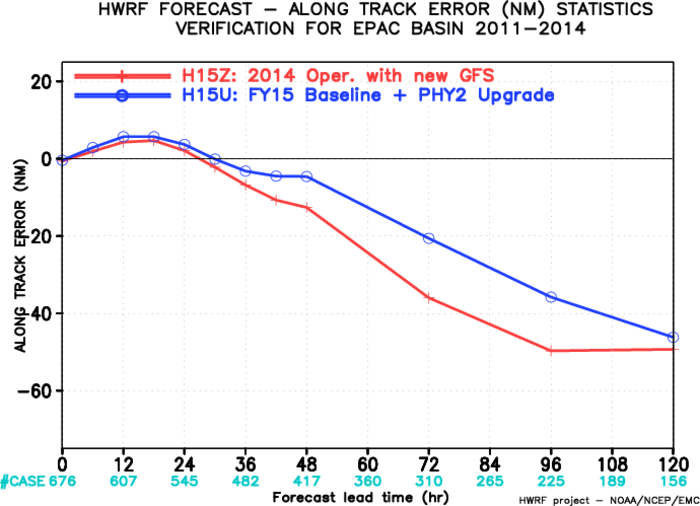 HWRF FORECAST – ALONG TRACK ERROR (NM) STATISTICS
VERIFICATION FOR EPAC BASIN 2011–2014
H15Z: 2014 Oper. with new GFS
H15U: FY15 Baseline + PHY2 Upgrade
ALONG TRACK ERROR (NM)
20
0
–20
–40
–60
0 12 24 36 48 60 72 84 96 108 120
#CASE 676 607 545 482 417 360 310 265 225 189 156
Forecast lead time (hr)
HWRF project – NOAA/NCEP/EMC